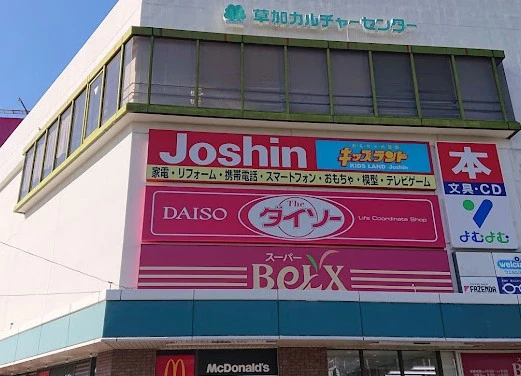 草加カルチャーセンター
Joshin
キッズランド
KIDS LAND Joshin
家電・リフォーム・携帯電話・スマートフォン・おもちゃ・模型・テレビゲーム
本
文具・CD
よむよむ
DAISO
The
ダイソー
Life Coordinate Shop
スーパー
BeLX
welcia
FAZENDA
McDonald's